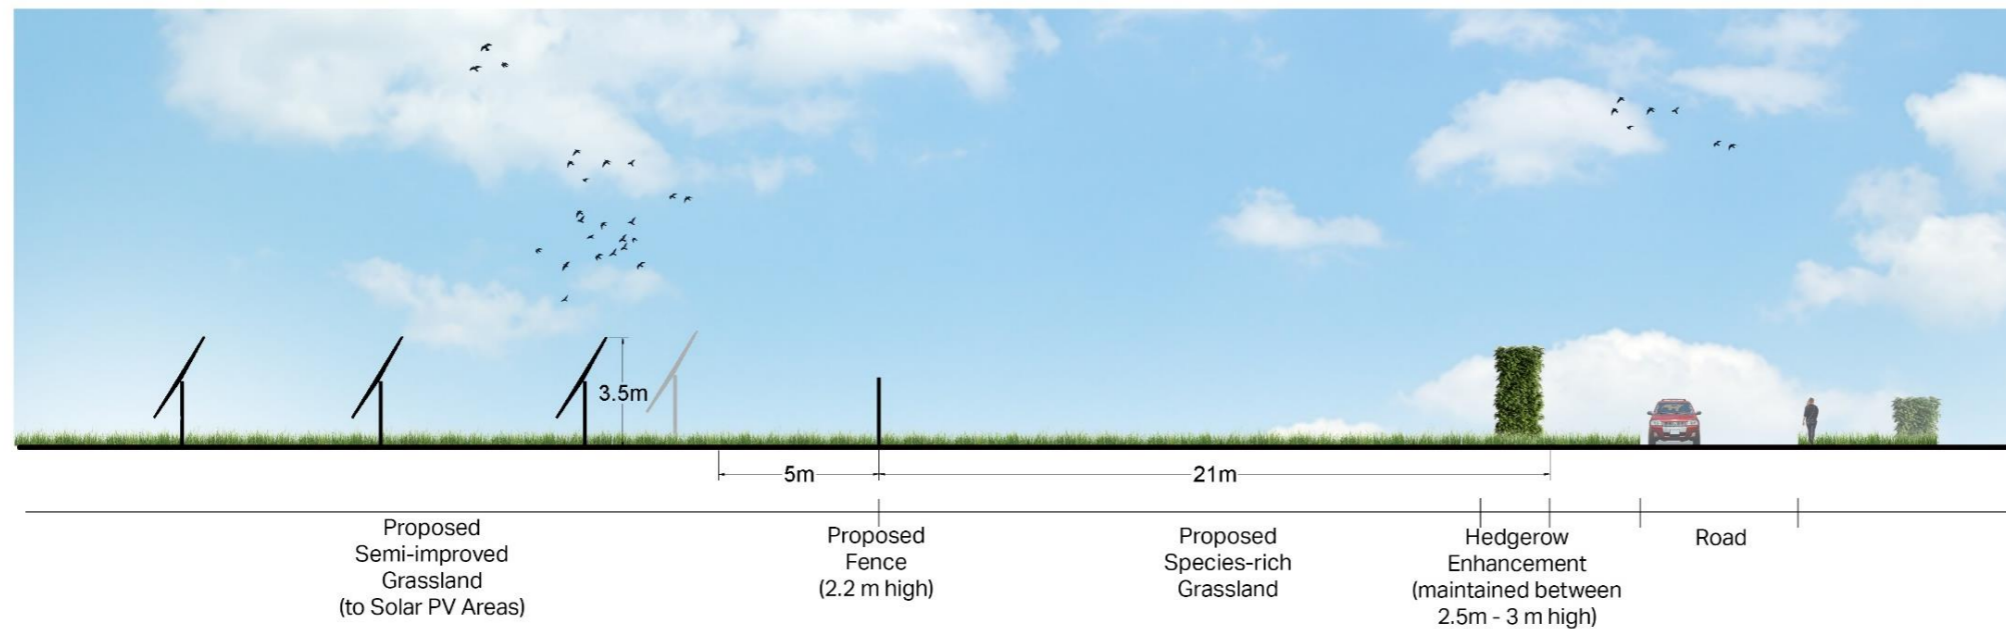 3.5m
5m
21m
Proposed
Semi-improved
Grassland
(to Solar PV Areas)
Proposed
Fence
(2.2 m high)
Proposed
Species-rich
Grassland
Hedgerow
Enhancement
(maintained between
2.5m - 3 m high)
Road